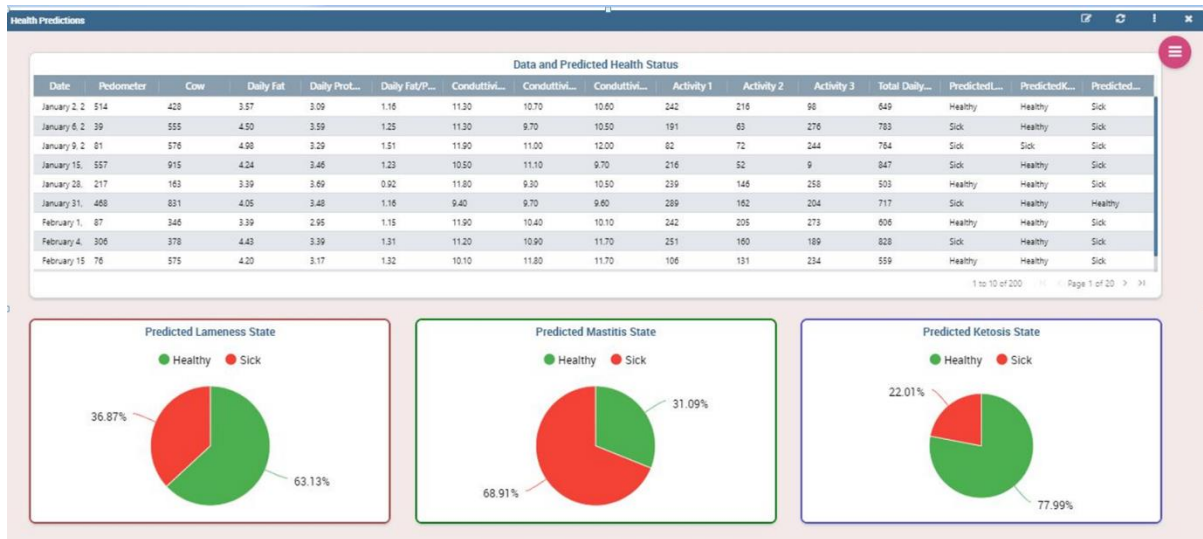 Health Predictions
Data and Predicted Health Status
Date Pedometer Cow Daily Fat Daily Prot... Daily Fat/P... Conduttivi... Conduttivi... Conduttivi... Activity 1 Activity 2 Activity 3 Total Daily... PredictedL... PredictedK... Predicted...
January 2, 2 514 428 3.57 3.09 1.16 11.30 10.70 10.60 242 216 98 649 Healthy Healthy Sick
January 6, 2 39 555 4.50 3.59 1.25 11.30 9.70 10.50 191 63 276 783 Sick Healthy Sick
January 9, 2 81 576 4.98 3.29 1.51 11.90 11.00 12.00 82 72 244 764 Sick Sick Sick
January 15, 557 915 4.24 3.46 1.23 10.50 11.10 9.70 216 52 9 847 Sick Healthy Sick
January 28, 217 163 3.39 3.69 0.92 11.80 9.30 10.50 239 146 258 503 Healthy Healthy Sick
January 31, 468 831 4.05 3.48 1.16 9.40 9.70 9.60 289 162 204 717 Sick Healthy Healthy
February 1, 87 346 3.39 2.95 1.15 11.90 10.40 10.10 242 205 273 606 Healthy Healthy Sick
February 4, 306 378 4.43 3.39 1.31 11.20 10.90 11.70 251 160 189 828 Sick Healthy Sick
February 15 76 575 4.20 3.17 1.32 10.10 11.80 11.70 106 131 234 559 Healthy Healthy Sick
1 to 10 of 200 Page 1 of 20
Predicted Lameness State
Healthy Sick
36.87%
63.13%
Predicted Mastitis State
Healthy Sick
31.09%
68.91%
Predicted Ketosis State
Healthy Sick
22.01%
77.99%